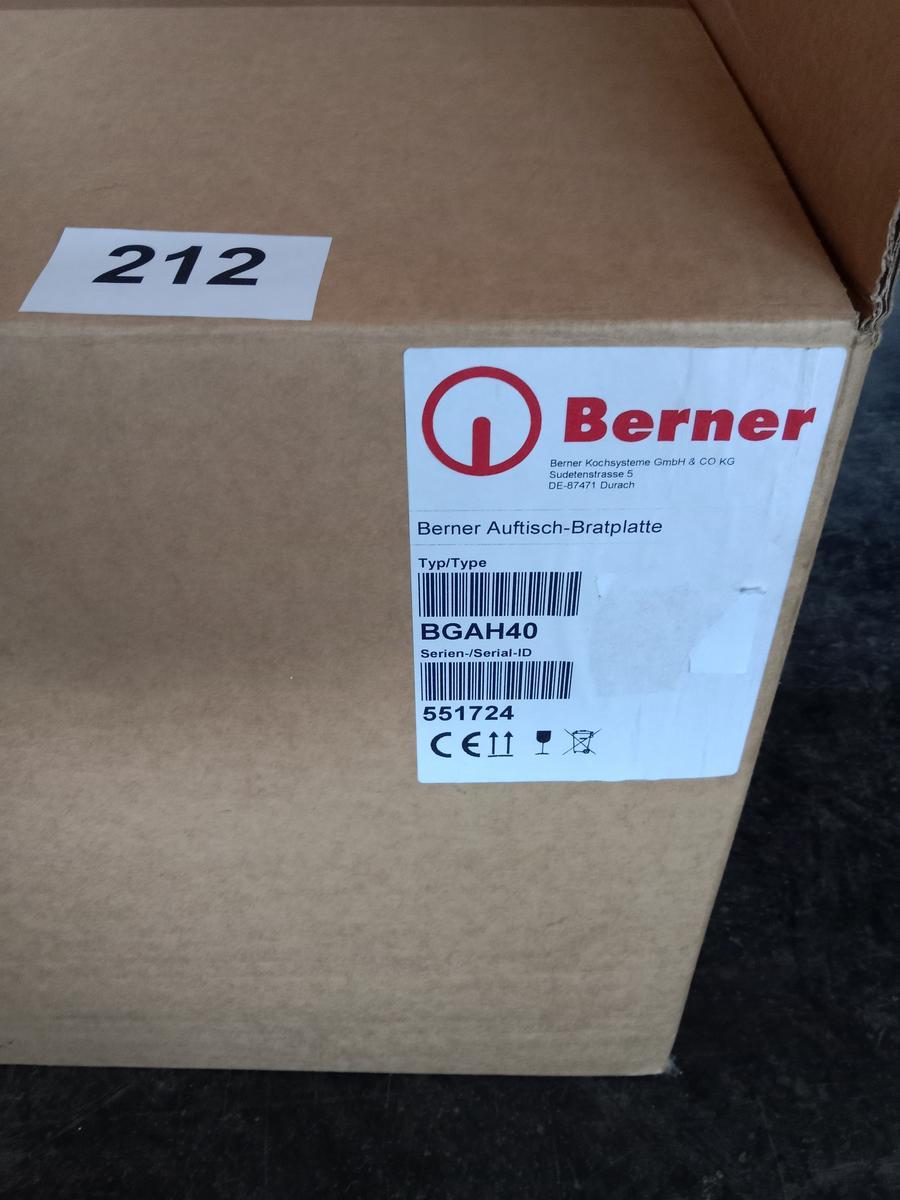 212
Berner
Berner Kochsysteme GmbH & CO KG
Sudetenstrasse 5
DE-87471 Durach
Berner Auftisch-Bratplatte
Typ/Type
BGAH40
Serien-/Serial-ID
551724
CE